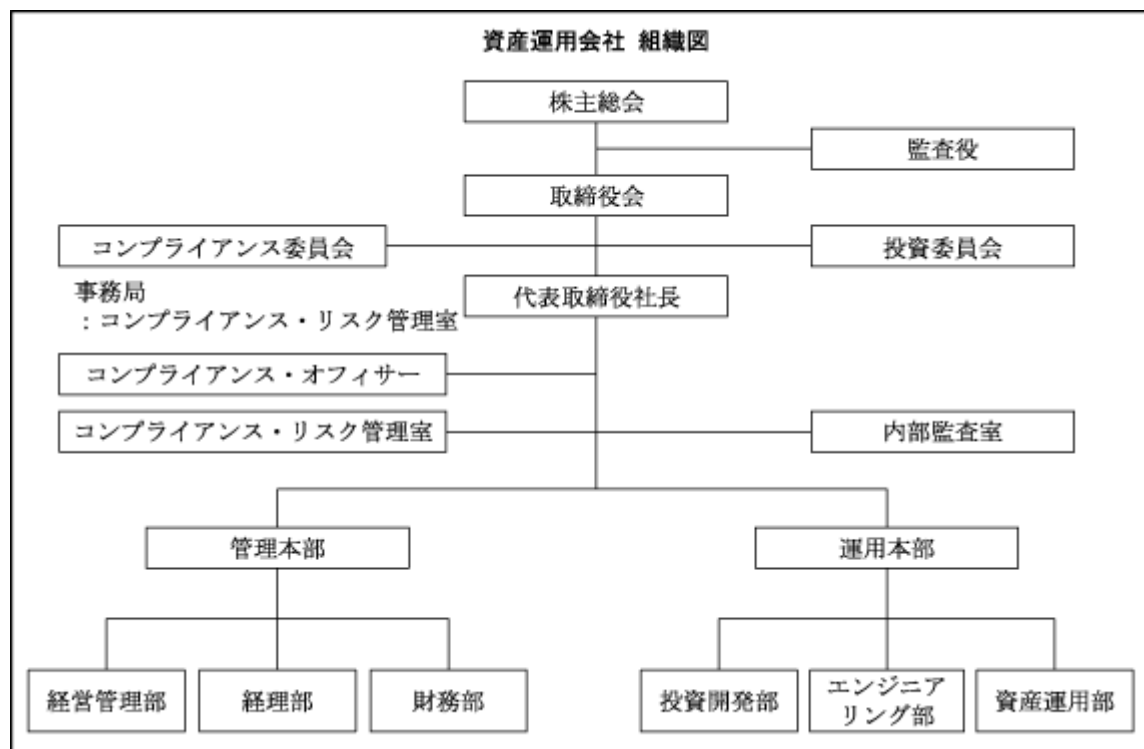 資産運用会社 組織図
株主総会
監査役
取締役会
コンプライアンス委員会
投資委員会
事務局
：コンプライアンス・リスク管理室
代表取締役社長
コンプライアンス・オフィサー
コンプライアンス・リスク管理室
内部監査室
管理本部
運用本部
経営管理部
経理部
財務部
投資開発部
エンジニア
リング部
資産運用部